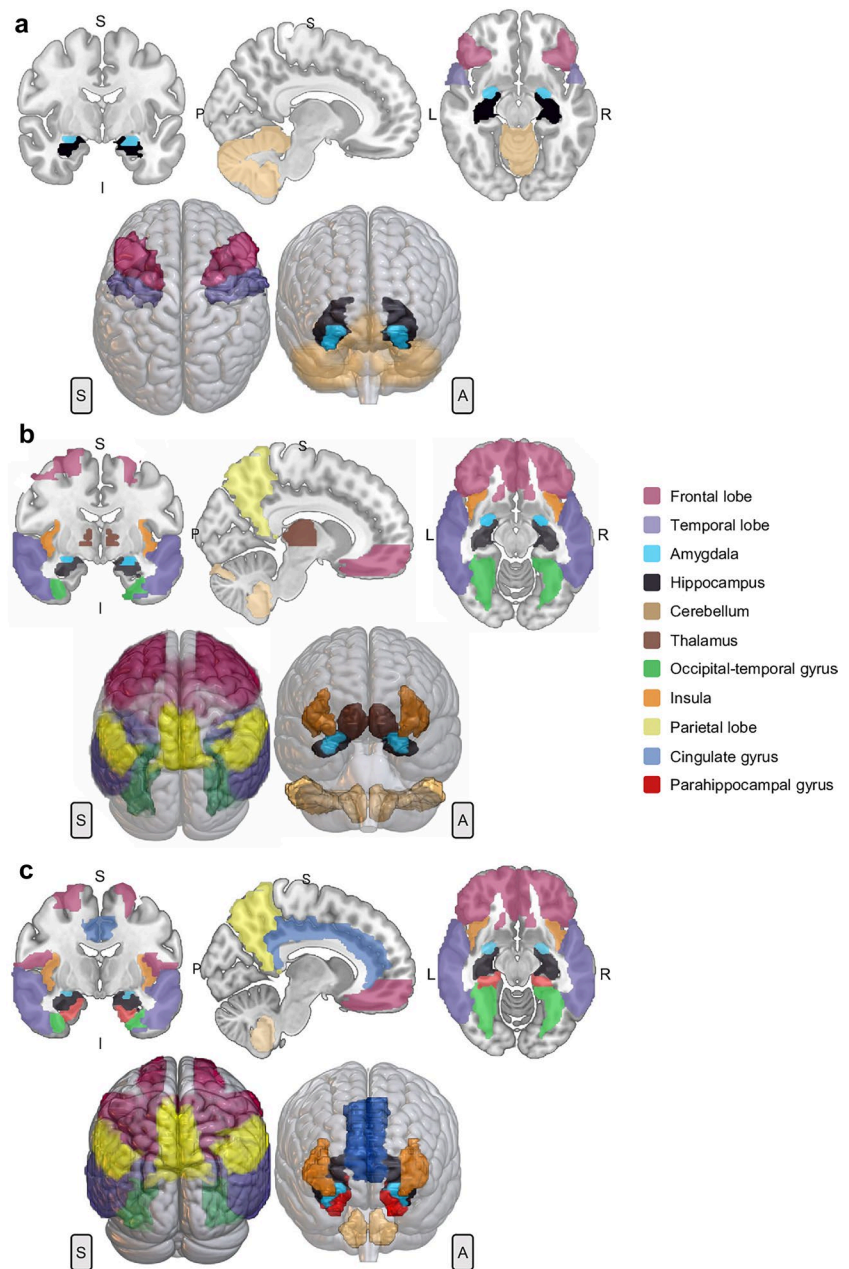 a
S
S
P
L
R
I
S
A
b
S
S
P
L
R
I
S
A
Frontal lobe
Temporal lobe
Amygdala
Hippocampus
Cerebellum
Thalamus
Occipital-temporal gyrus
Insula
Parietal lobe
Cingulate gyrus
Parahippocampal gyrus
c
S
S
P
L
R
I
S
A